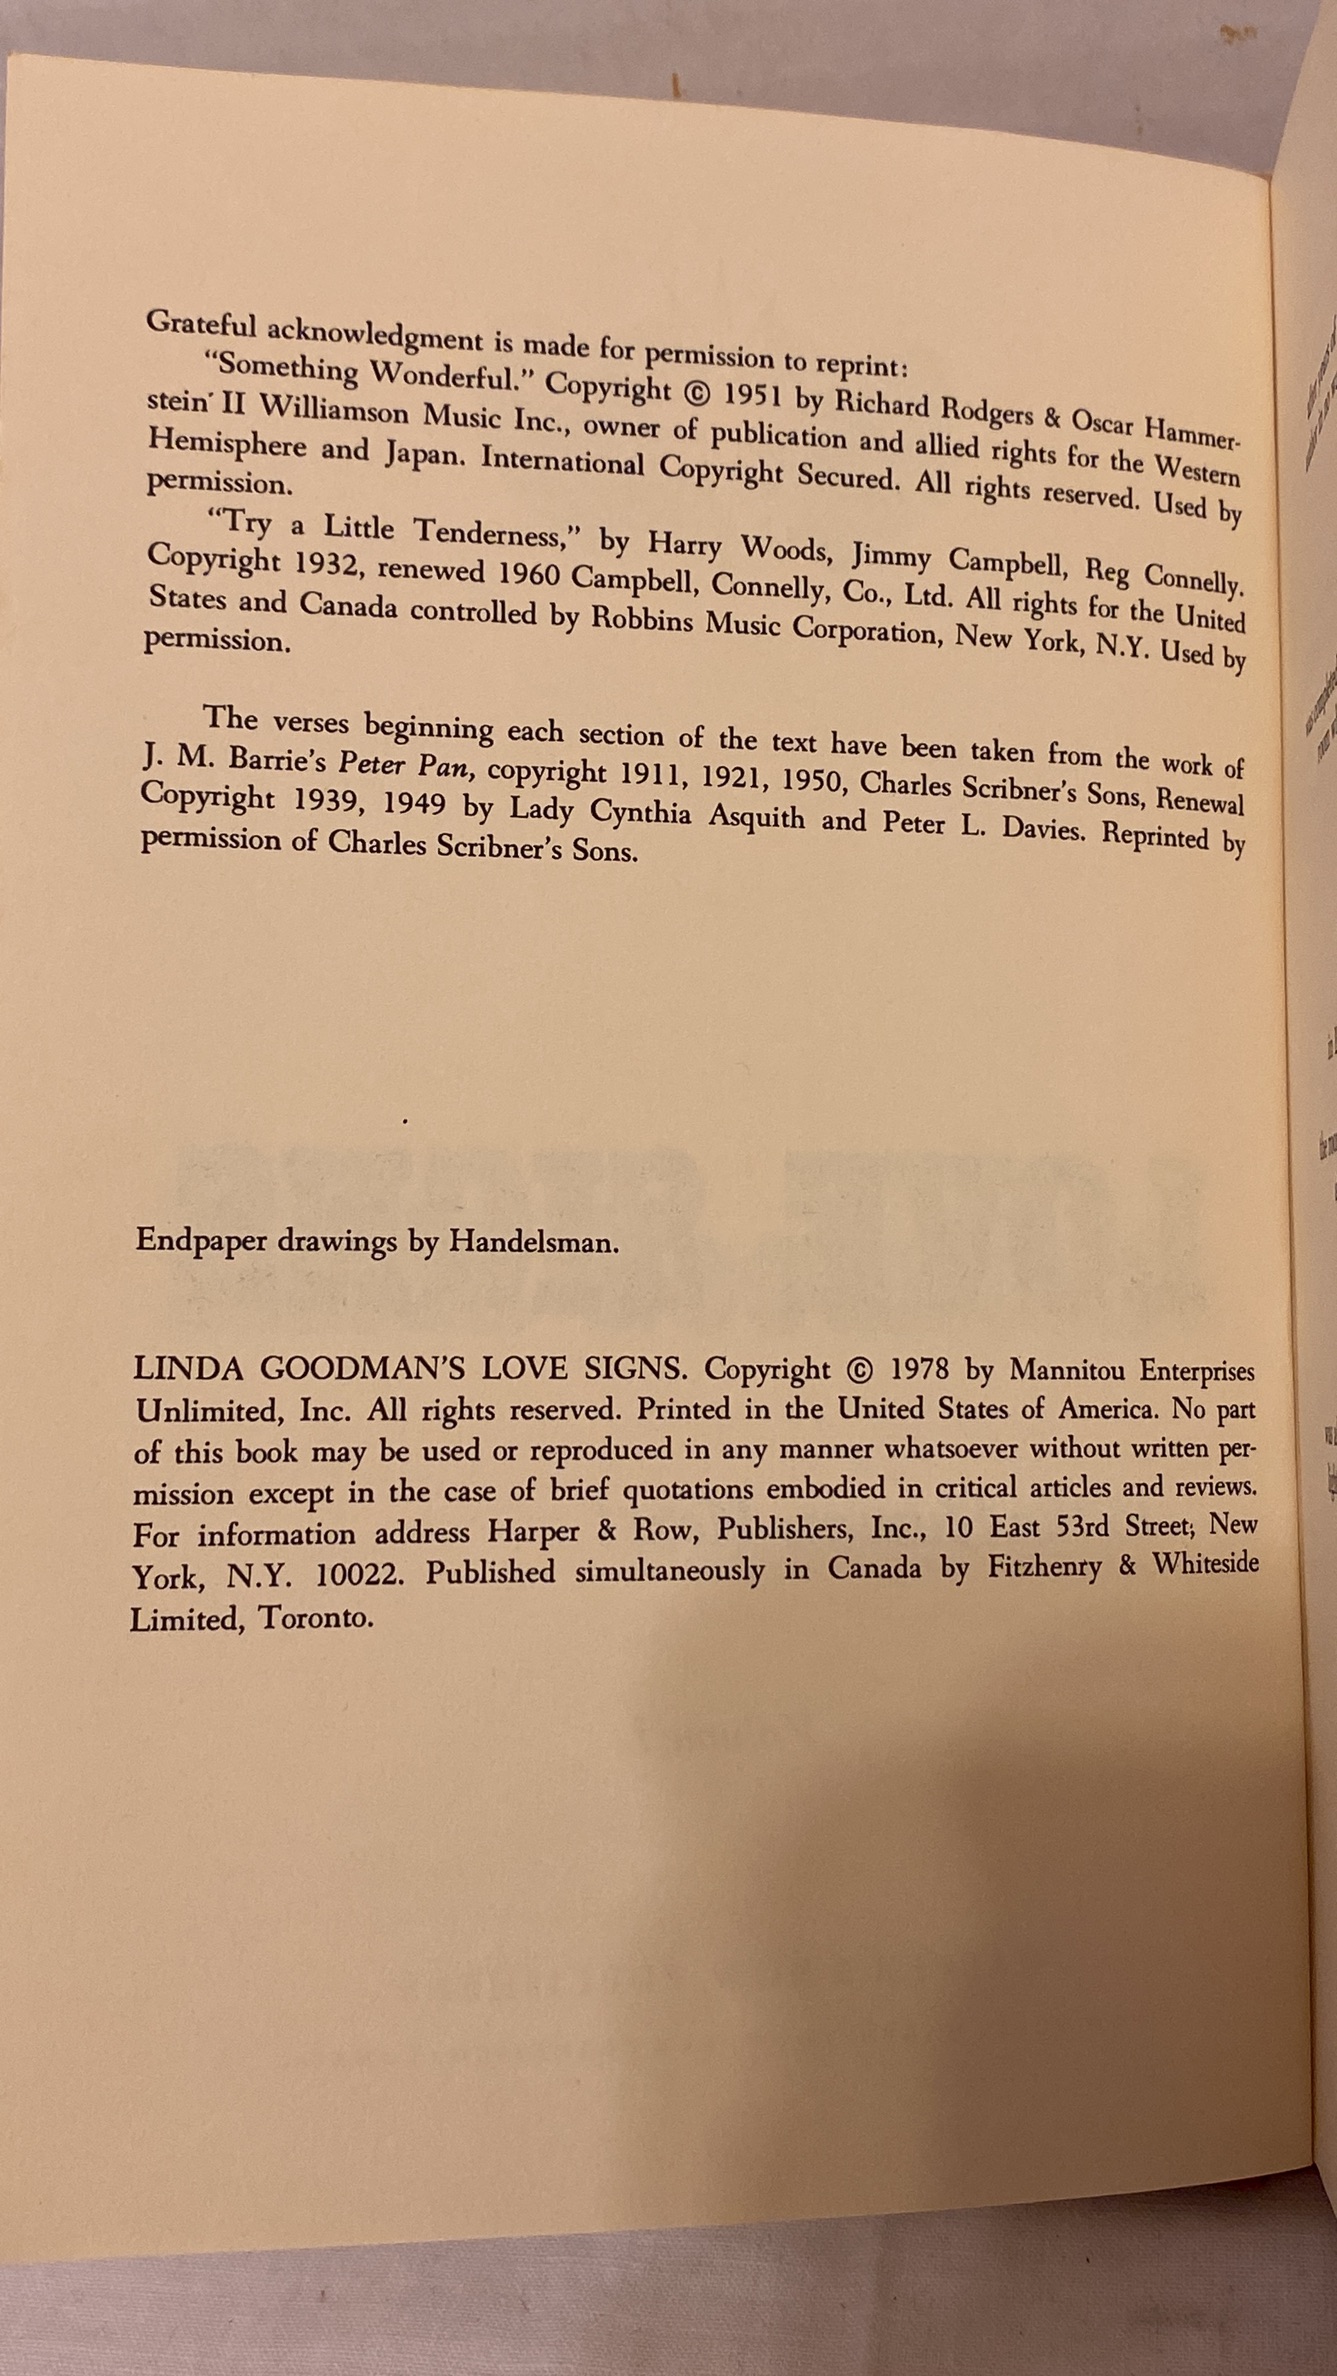 Grateful acknowledgment is made for permission to reprint:
“Something Wonderful.” Copyright © 1951 by Richard Rodgers & Oscar Hammer-
stein II Williamson Music Inc., owner of publication and allied rights for the Western
Hemisphere and Japan. International Copyright Secured. All rights reserved. Used by
permission.
“Try a Little Tenderness,” by Harry Woods, Jimmy Campbell, Reg Connelly.
Copyright 1932, renewed 1960 Campbell, Connelly, Co., Ltd. All rights for the United
States and Canada controlled by Robbins Music Corporation, New York, N.Y. Used by
permission.
The verses beginning each section of the text have been taken from the work of
J. M. Barrie’s Peter Pan, copyright 1911, 1921, 1950, Charles Scribner’s Sons, Renewal
Copyright 1939, 1949 by Lady Cynthia Asquith and Peter L. Davies. Reprinted by
permission of Charles Scribner’s Sons.
Endpaper drawings by Handelsman.
LINDA GOODMAN’S LOVE SIGNS. Copyright © 1978 by Mannitou Enterprises
Unlimited, Inc. All rights reserved. Printed in the United States of America. No part
of this book may be used or reproduced in any manner whatsoever without written per-
mission except in the case of brief quotations embodied in critical articles and reviews.
For information address Harper & Row, Publishers, Inc., 10 East 53rd Street, New
York, N.Y. 10022. Published simultaneously in Canada by Fitzhenry & Whiteside
Limited, Toronto.